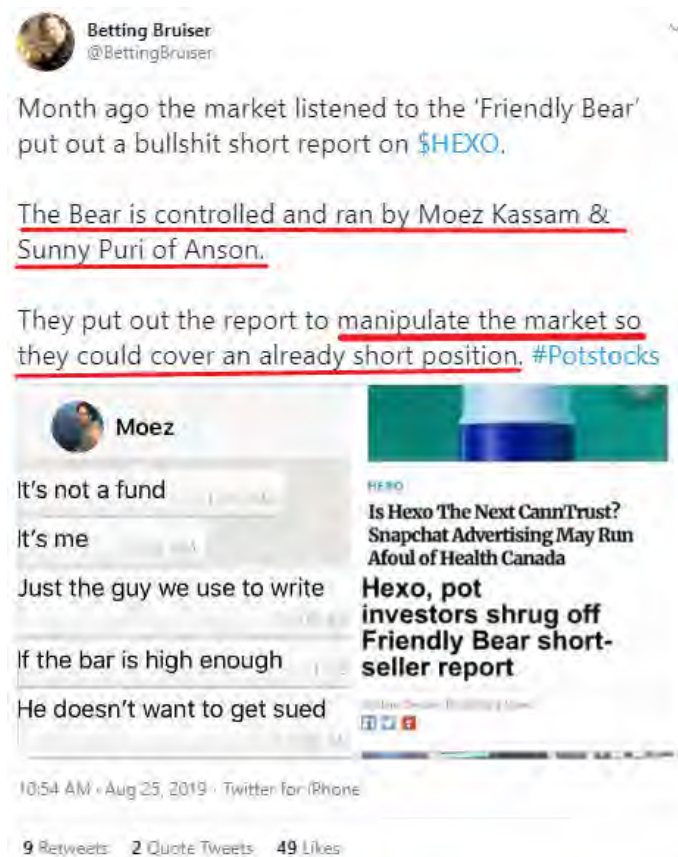 Betting Bruiser
@BettingBruiser
Month ago the market listened to the 'Friendly Bear'
put out a bullshit short report on $HEXO.
The Bear is controlled and ran by Moez Kassam &
Sunny Puri of Anson.
They put out the report to manipulate the market so
they could cover an already short position. #Potstocks
Moez
It's not a fund
It's me
Just the guy we use to write
If the bar is high enough
He doesn't want to get sued
HEXO
Is Hexo The Next CannTrust?
Snapchat Advertising May Run
Afoul of Health Canada
Hexo, pot
investors shrug off
Friendly Bear short-
seller report
10:54 AM · Aug 25, 2019 · Twitter for iPhone
9 Retweets 2 Quote Tweets 49 Likes